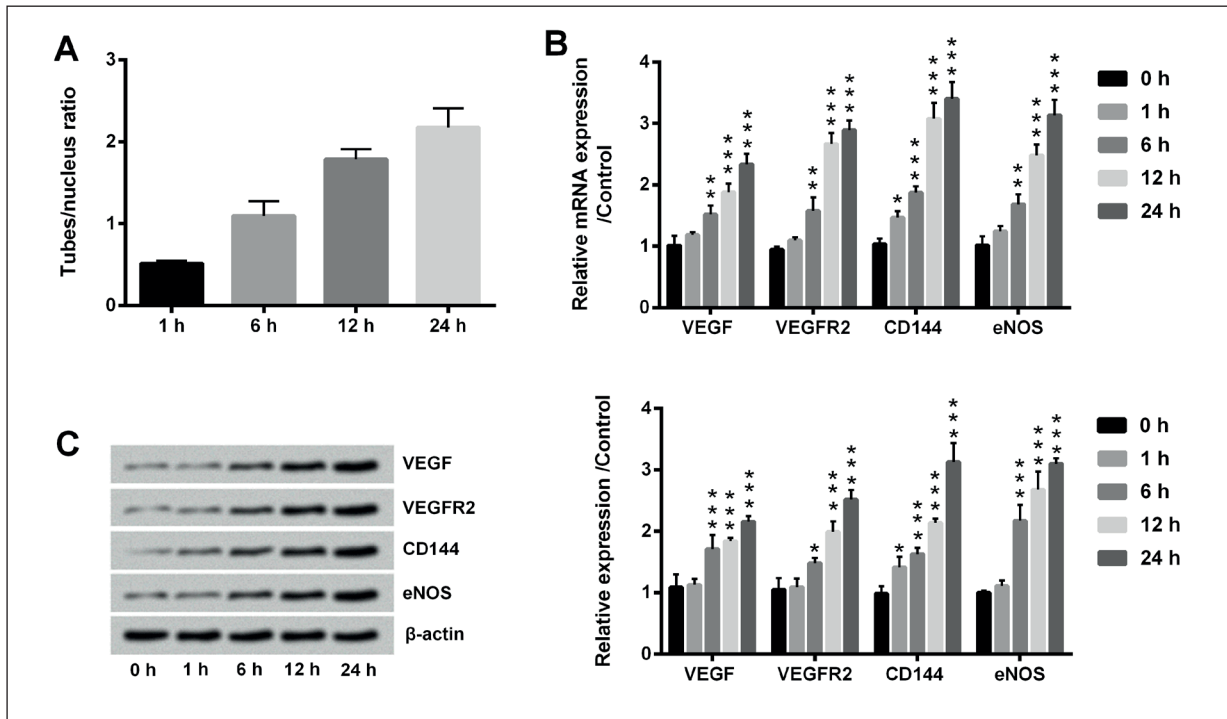 A
Tubes/nucleus ratio
3
2
1
0
1 h
6 h
12 h
24 h
B
Relative mRNA expression
/Control
4
3
2
1
0
**
***
***
**
***
***
*
***
***
***
**
***
***
VEGF
VEGFR2
CD144
eNOS
0 h
1 h
6 h
12 h
24 h
C
VEGF
VEGFR2
CD144
eNOS
β-actin
0 h
1 h
6 h
12 h
24 h
Relative expression /Control
4
3
2
1
0
***
***
***
*
***
***
*
***
***
***
***
***
***
VEGF
VEGFR2
CD144
eNOS
0 h
1 h
6 h
12 h
24 h